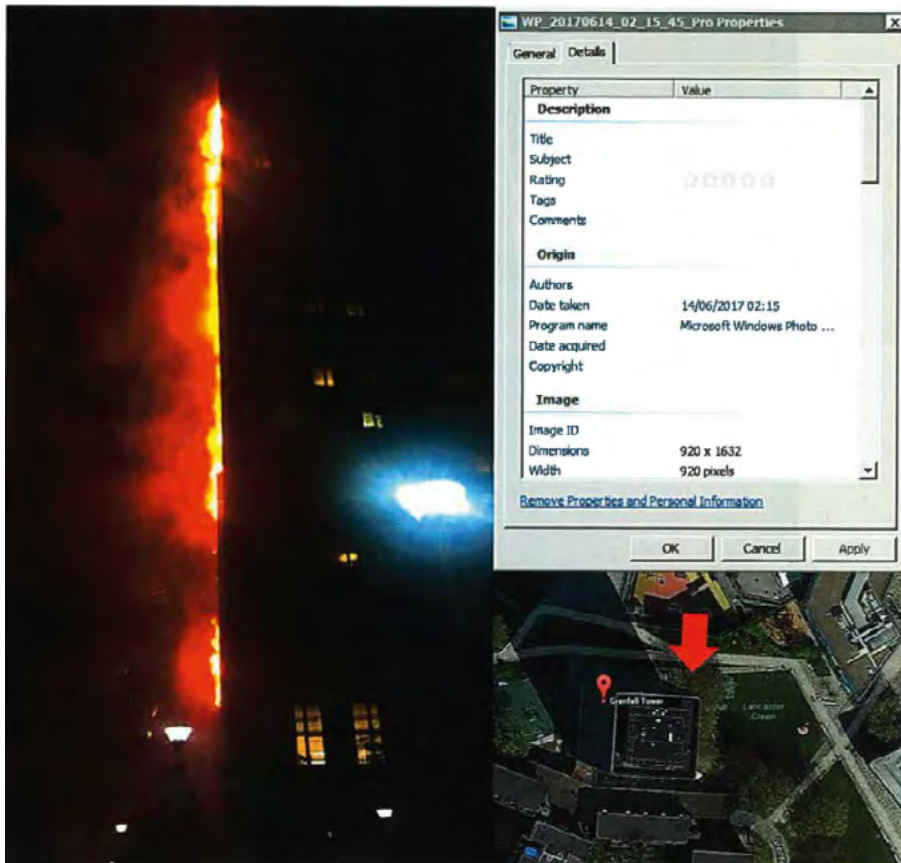 WP_20170614_02_15_45_Pro Properties
General Details
Property Value
Description
Title
Subject
Rating
Tags
Comments
Origin
Authors
Date taken 14/06/2017 02:15
Program name Microsoft Windows Photo ...
Date acquired
Copyright
Image
Image ID
Dimensions 920 x 1632
Width 920 pixels
Remove Properties and Personal Information
OK Cancel Apply
Grenfell Tower
Lancaster
Green